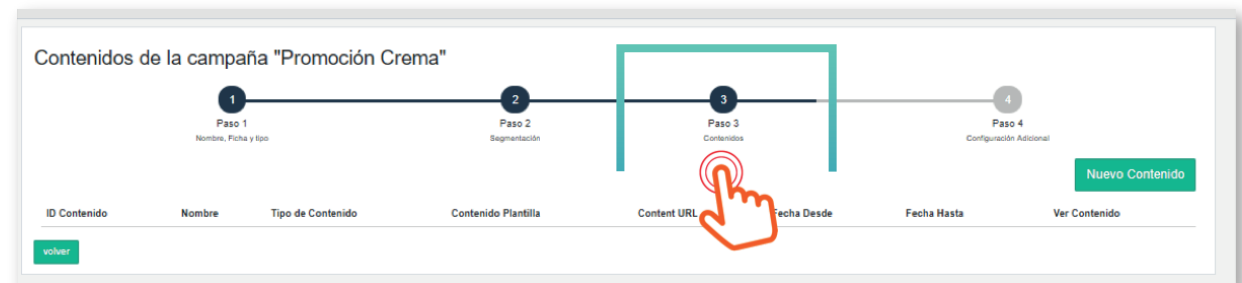 Contenidos de la campaña "Promoción Crema"
1 2 3 4
Paso 1 Paso 2 Paso 3 Paso 4
Nombre, Ficha y tipo Segmentación Contenidos Configuración Adicional
Nuevo Contenido
ID Contenido Nombre Tipo de Contenido Contenido Plantilla Content URL Fecha Desde Fecha Hasta Ver Contenido
volver